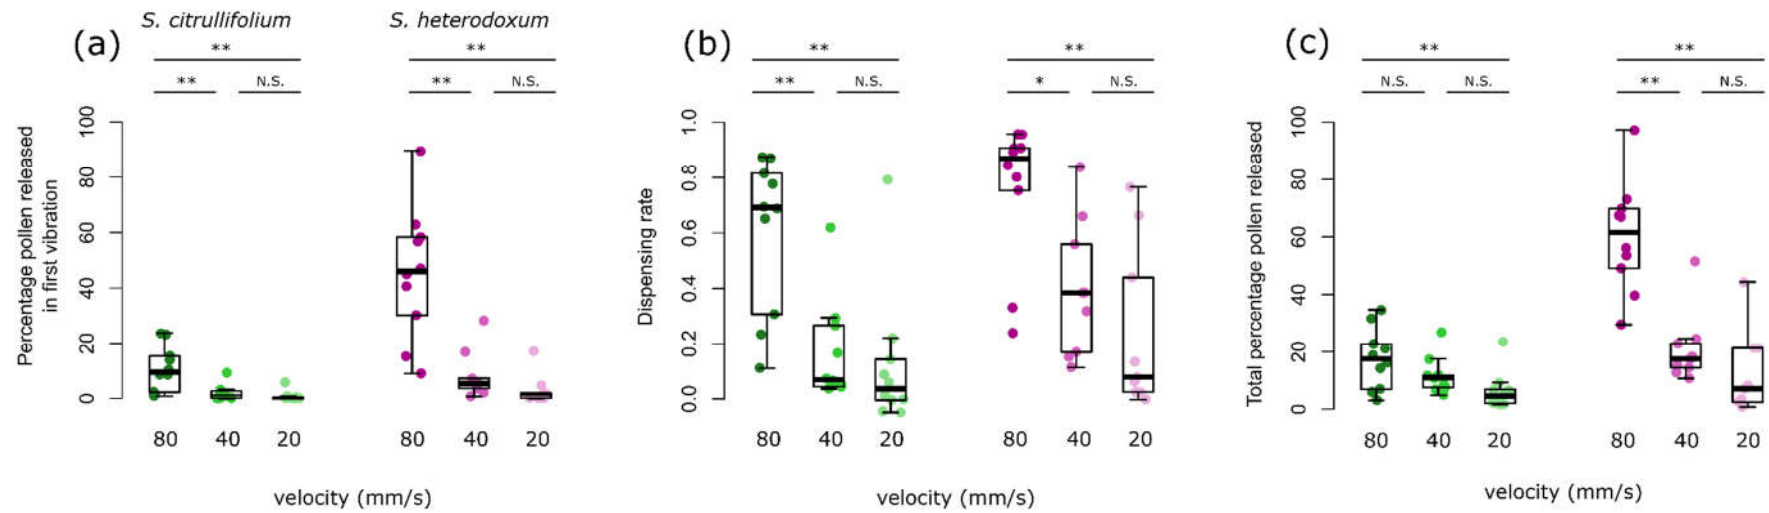 S. citrullifolium
S. heterodoxum
(a)
**
**
**
N.S.
**
N.S.
Percentage pollen released
in first vibration
100
80
60
40
20
0
80
40
20
80
40
20
velocity (mm/s)
(b)
**
**
**
N.S.
*
N.S.
Dispensing rate
1.0
0.8
0.6
0.4
0.2
0.0
80
40
20
80
40
20
velocity (mm/s)
(c)
**
**
N.S.
N.S.
**
N.S.
Total percentage pollen released
100
80
60
40
20
0
80
40
20
80
40
20
velocity (mm/s)